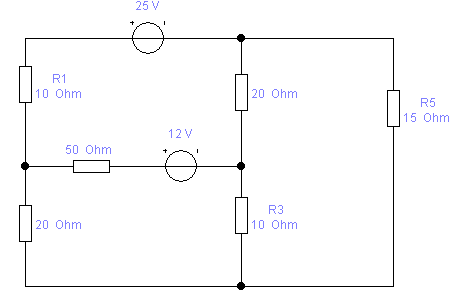 25 V
+ -
R1
10 Ohm
20 Ohm
R5
15 Ohm
50 Ohm
12 V
+ -
20 Ohm
R3
10 Ohm